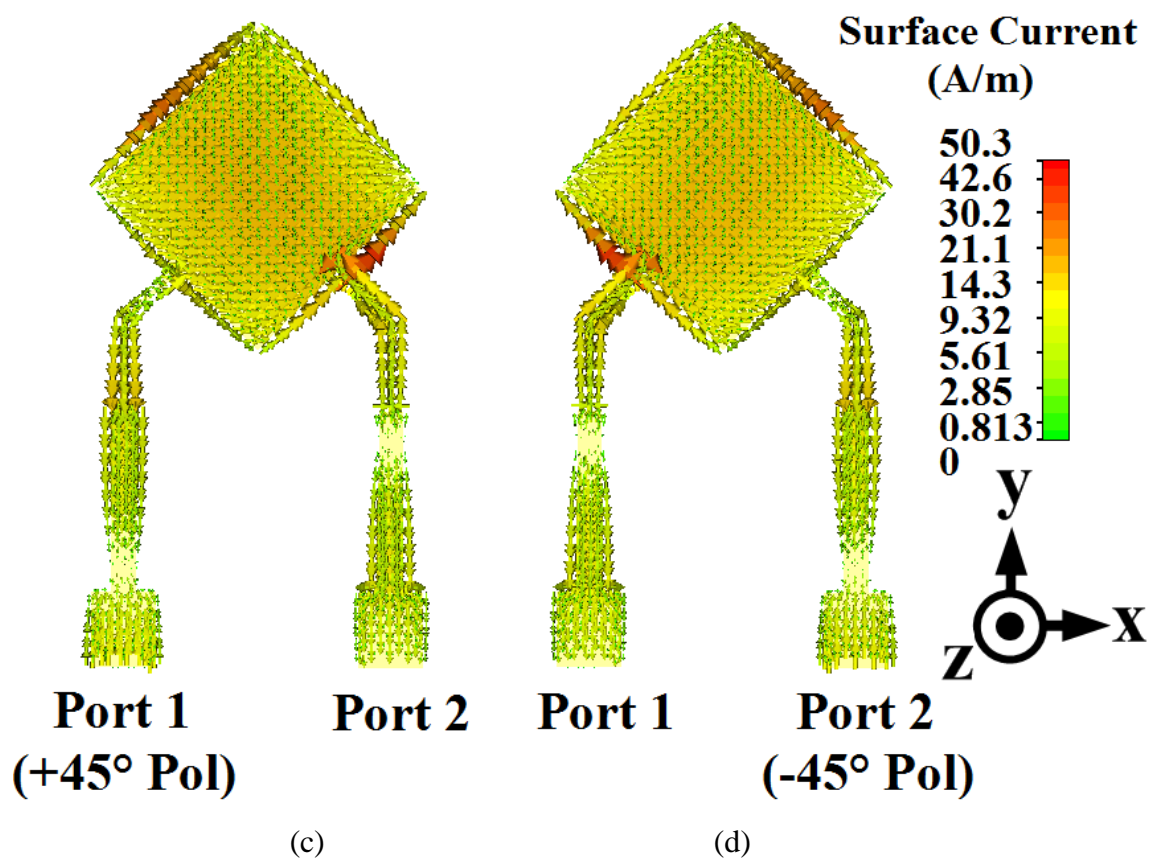 Surface Current
(A/m)
50.3
42.6
30.2
21.1
14.3
9.32
5.61
2.85
0.813
0
y
x
z
Port 1
Port 2
Port 1
Port 2
(+45° Pol)
(-45° Pol)
(c)
(d)